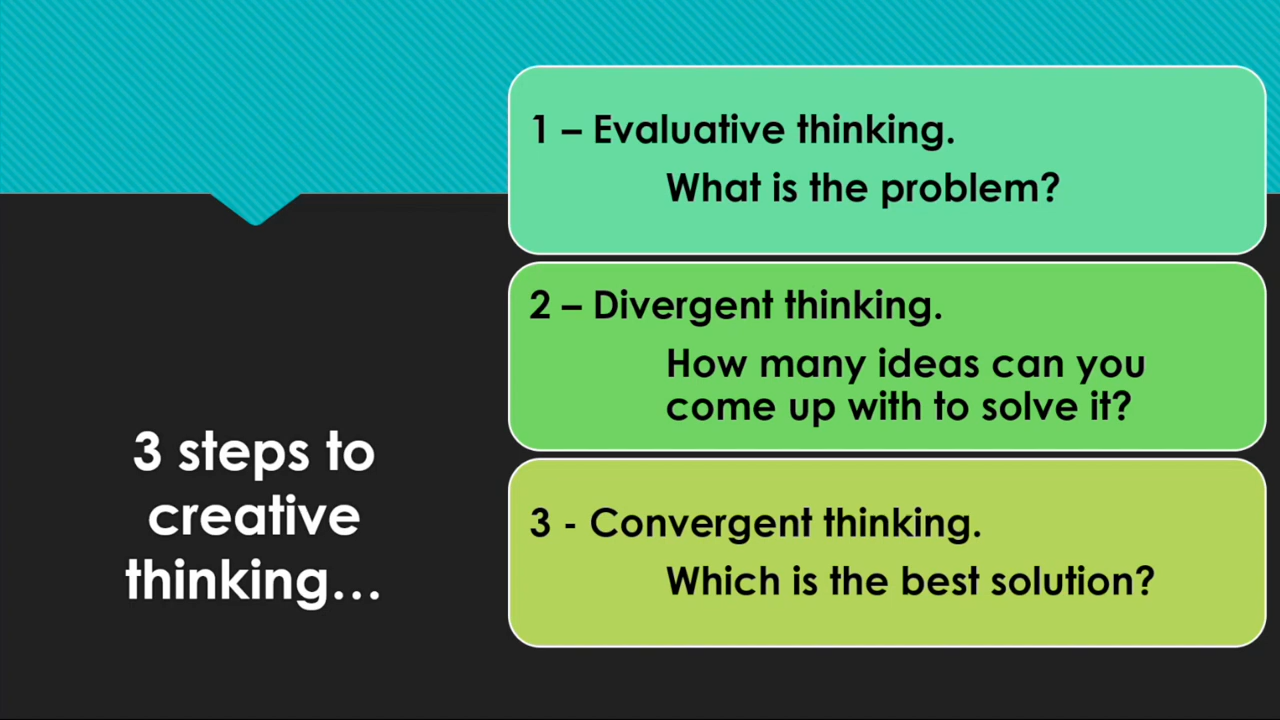 3 steps to
creative
thinking...
1 – Evaluative thinking.
What is the problem?
2 – Divergent thinking.
How many ideas can you
come up with to solve it?
3 - Convergent thinking.
Which is the best solution?